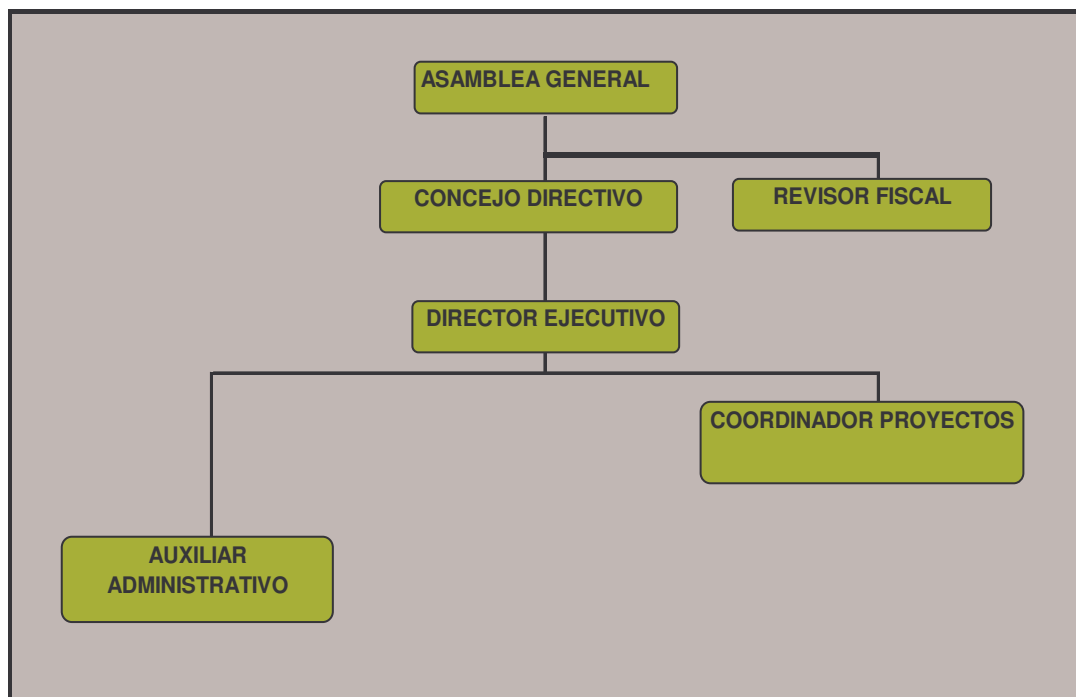 ASAMBLEA GENERAL
CONCEJO DIRECTIVO
REVISOR FISCAL
DIRECTOR EJECUTIVO
COORDINADOR PROYECTOS
AUXILIAR
ADMINISTRATIVO